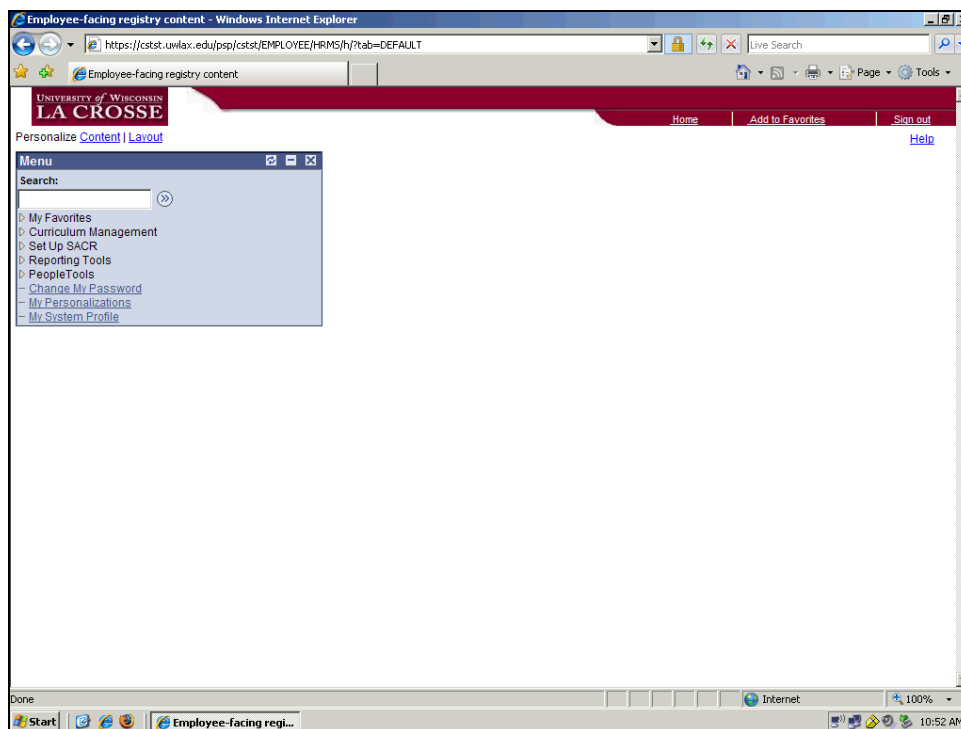 Employee-facing registry content - Windows Internet Explorer
https://cstst.uwlax.edu/psp/cstst/EMPLOYEE/HRMS/h/?tab=DEFAULT
Live Search
Employee-facing registry content
Page
Tools
UNIVERSITY of WISCONSIN
LA CROSSE
Home
Add to Favorites
Sign out
Personalize Content | Layout
Help
Menu
Search:
My Favorites
Curriculum Management
Set Up SACR
Reporting Tools
PeopleTools
Change My Password
My Personalizations
My System Profile
Done
Internet
100%
Start
Employee-facing regi...
10:52 AM